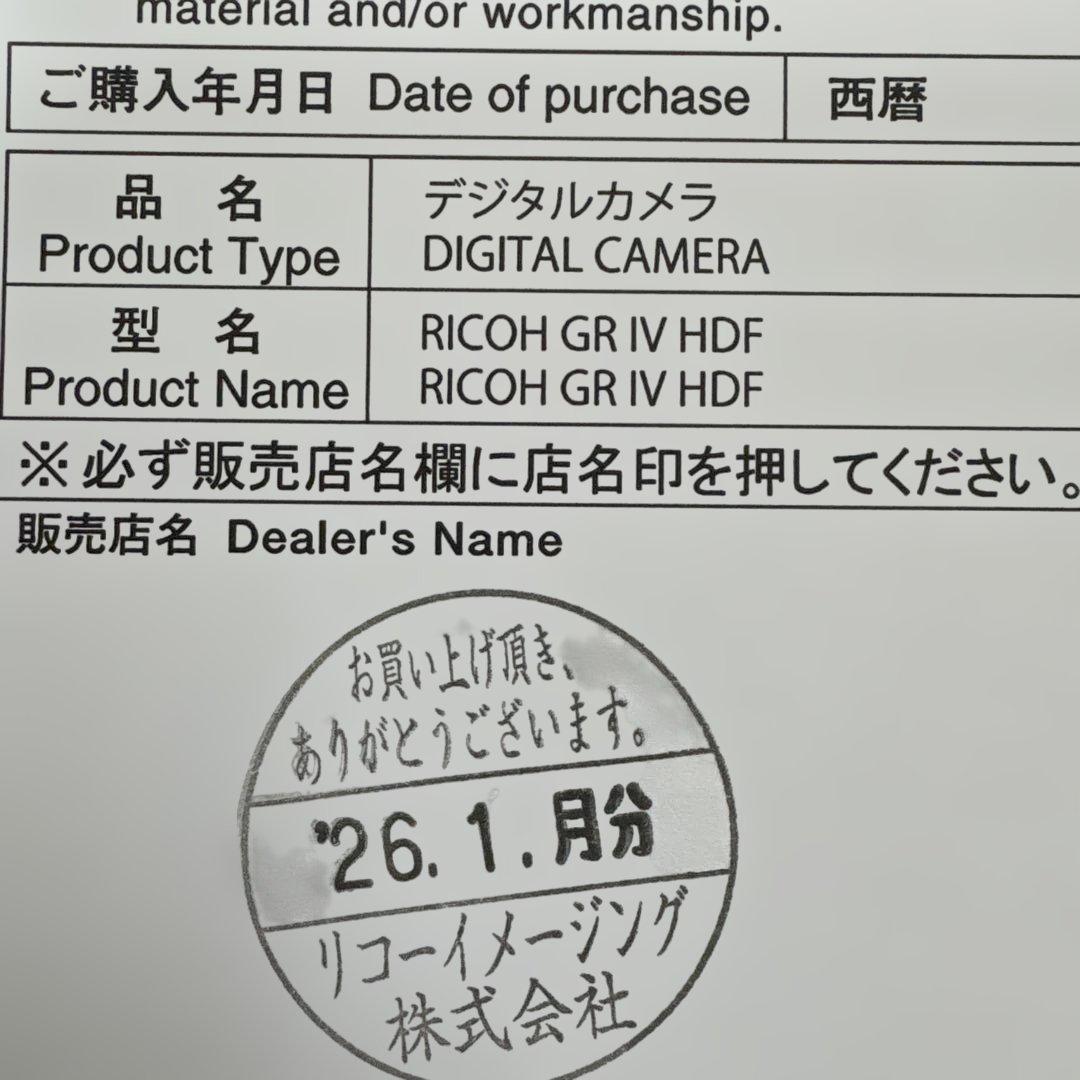 material and/or workmanship.
ご購入年月日 Date of purchase 西暦
品 名 デジタルカメラ
Product Type DIGITAL CAMERA
型 名 RICOH GR IV HDF
Product Name RICOH GR IV HDF
※必ず販売店名欄に店名印を押してください。
販売店名 Dealer's Name
お買い上げ頂き、
ありがとうございます。
'26. 1. 月分
リコーイメージング
株式会社